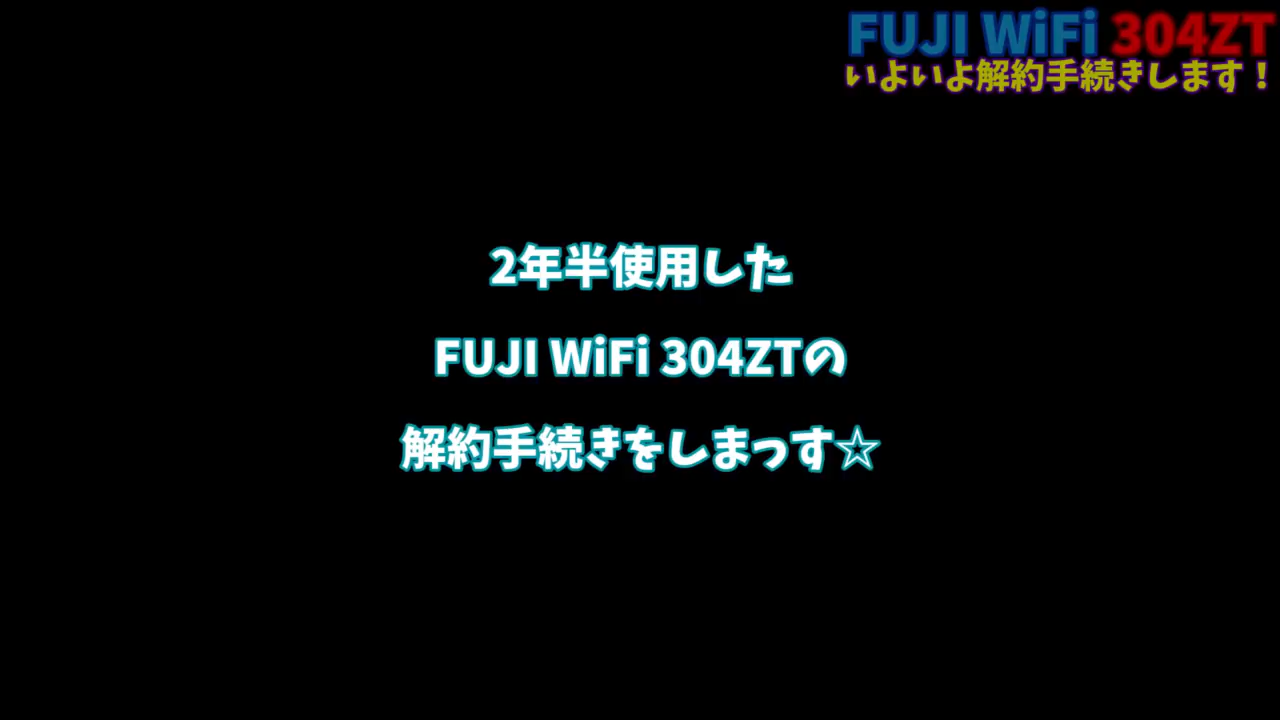 FUJI WiFi 304ZT
いよいよ解約手続きします！
2年半使用した
FUJI WiFi 304ZTの
解約手続きをしまっす☆